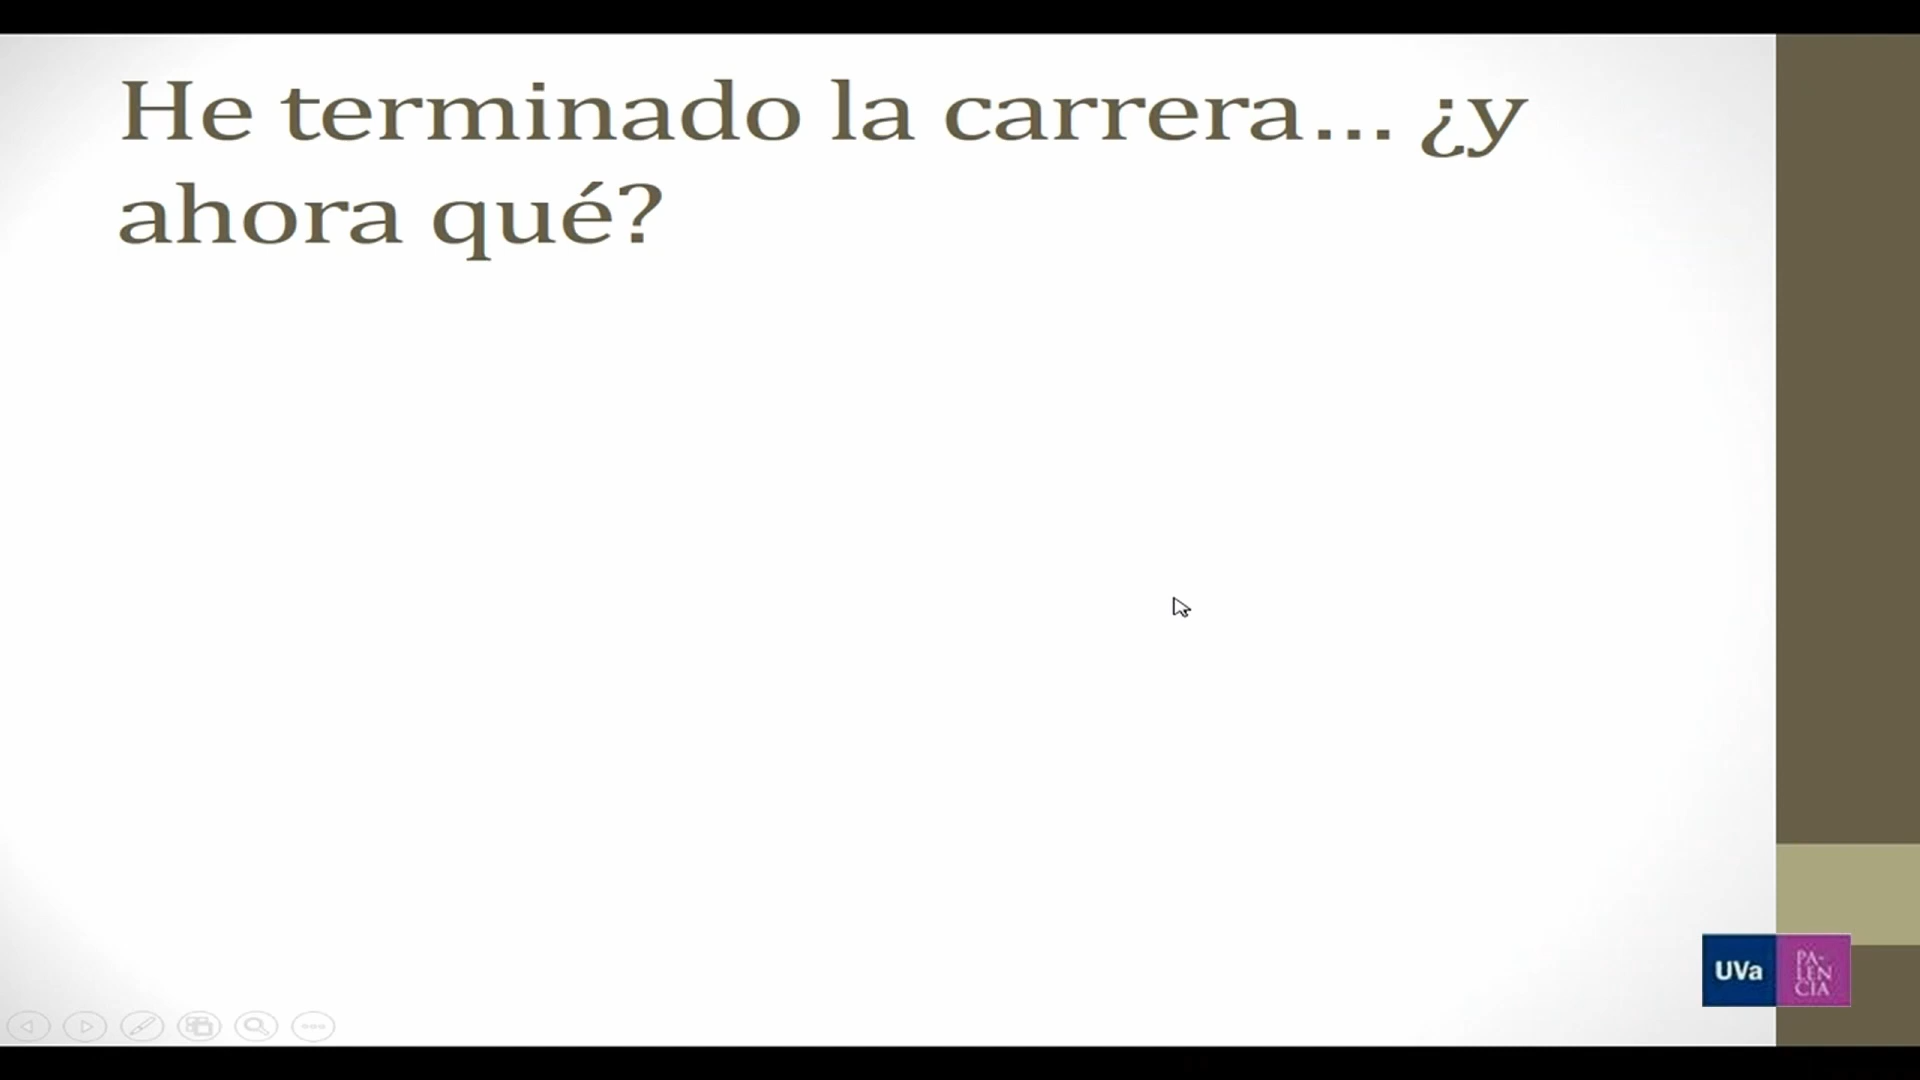 He terminado la carrera... ¿y
ahora qué?
UVa
PA-
LEN
CIA